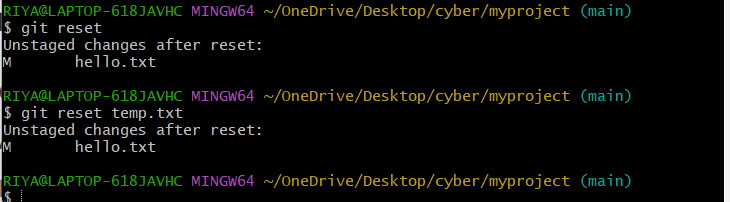 RIYA@LAPTOP-618JAVHC MINGW64 ~/OneDrive/Desktop/cyber/myproject (main)
$ git reset
Unstaged changes after reset:
M       hello.txt
RIYA@LAPTOP-618JAVHC MINGW64 ~/OneDrive/Desktop/cyber/myproject (main)
$ git reset temp.txt
Unstaged changes after reset:
M       hello.txt
RIYA@LAPTOP-618JAVHC MINGW64 ~/OneDrive/Desktop/cyber/myproject (main)
$